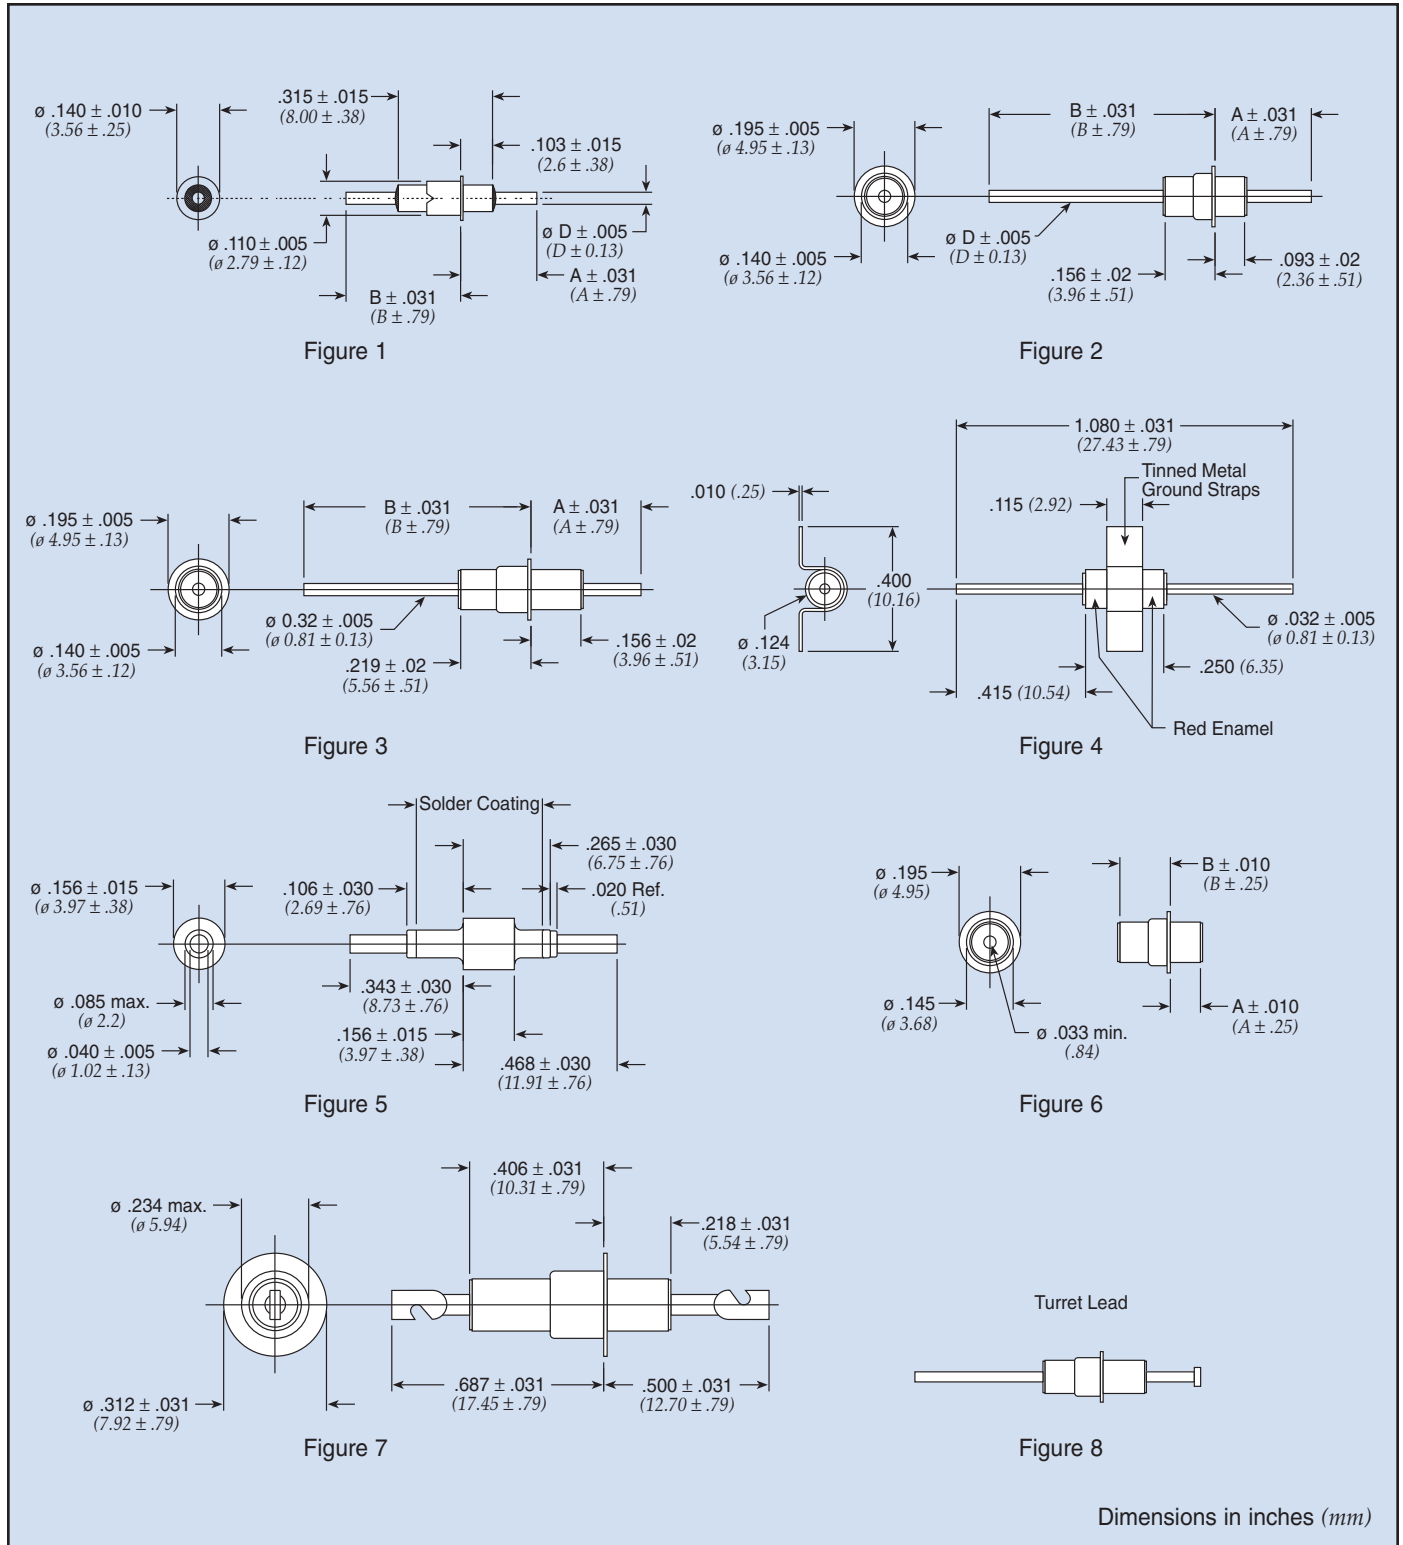 ø .140 ± .010
(3.56 ± .25)
.315 ± .015
(8.00 ± .38)
.103 ± .015
(2.6 ± .38)
ø .110 ± .005
(ø 2.79 ± .12)
ø D ± .005
(D ± 0.13)
A ± .031
(A ± .79)
B ± .031
(B ± .79)
Figure 1
ø .195 ± .005
(ø 4.95 ± .13)
B ± .031
(B ± .79)
A ± .031
(A ± .79)
ø D ± .005
(D ± 0.13)
ø .140 ± .005
(ø 3.56 ± .12)
.156 ± .02
(3.96 ± .51)
.093 ± .02
(2.36 ± .51)
Figure 2
ø .195 ± .005
(ø 4.95 ± .13)
B ± .031
(B ± .79)
A ± .031
(A ± .79)
ø 0.32 ± .005
(ø 0.81 ± 0.13)
ø .140 ± .005
(ø 3.56 ± .12)
.219 ± .02
(5.56 ± .51)
.156 ± .02
(3.96 ± .51)
Figure 3
1.080 ± .031
(27.43 ± .79)
Tinned Metal
Ground Straps
.010 (.25)
.115 (2.92)
.400
(10.16)
ø .124
(3.15)
ø .032 ± .005
(ø 0.81 ± 0.13)
.250 (6.35)
.415 (10.54)
Red Enamel
Figure 4
Solder Coating
.265 ± .030
(6.75 ± .76)
ø .156 ± .015
(ø 3.97 ± .38)
.106 ± .030
(2.69 ± .76)
.020 Ref.
(.51)
ø .085 max.
(ø 2.2)
.343 ± .030
(8.73 ± .76)
ø .040 ± .005
(ø 1.02 ± .13)
.156 ± .015
(3.97 ± .38)
.468 ± .030
(11.91 ± .76)
Figure 5
ø .195
(ø 4.95)
B ± .010
(B ± .25)
ø .145
(ø 3.68)
ø .033 min.
(.84)
A ± .010
(A ± .25)
Figure 6
.406 ± .031
(10.31 ± .79)
ø .234 max.
(ø 5.94)
.218 ± .031
(5.54 ± .79)
ø .312 ± .031
(7.92 ± .79)
.687 ± .031
(17.45 ± .79)
.500 ± .031
(12.70 ± .79)
Figure 7
Turret Lead
Figure 8
Dimensions in inches (mm)